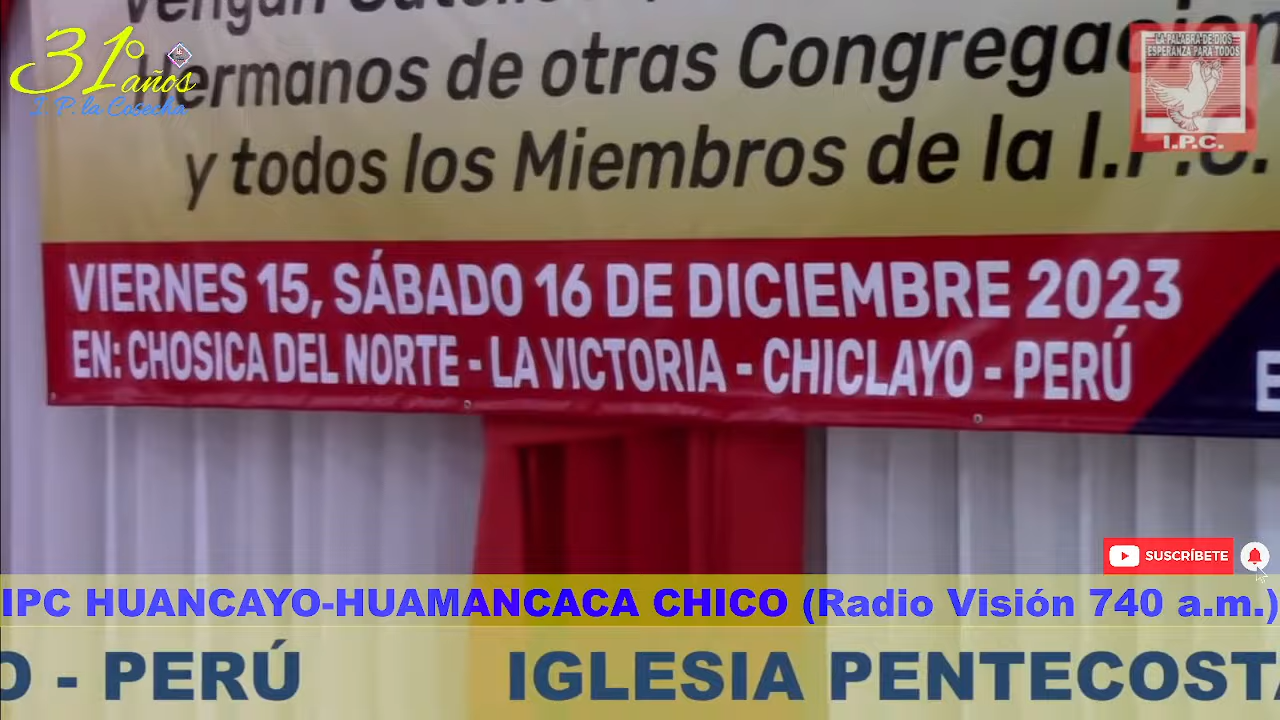 Vengan
hermanos de otras
y todos los Miembros de la I.P.C.
VIERNES 15, SÁBADO 16 DE DICIEMBRE 2023
EN: CHOSICA DEL NORTE - LA VICTORIA - CHICLAYO - PERÚ
E
31° años
I. P. la Cosecha
LA PALABRA DE DIOS
ESPERANZA PARA TODOS
I.P.C.
SUSCRÍBETE
IPC HUANCAYO-HUAMANCACA CHICO (Radio Visión 740 a.m.)
O - PERÚ IGLESIA PENTECOSTA